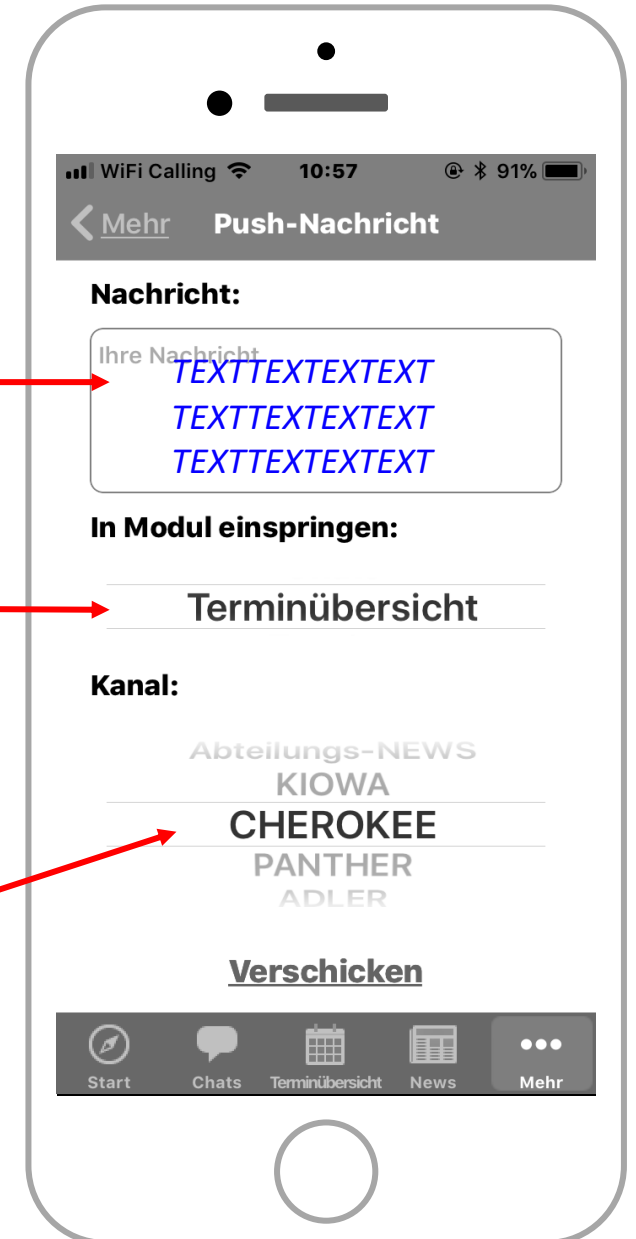 WiFi Calling 10:57 91%
Mehr Push-Nachricht
Nachricht:
Ihre Nachricht
TEXTTEXTEXTEXT
TEXTTEXTEXTEXT
TEXTTEXTEXTEXT
In Modul einspringen:
Terminübersicht
Kanal:
Abteilungs-NEWS
KIOWA
CHEROKEE
PANTHER
ADLER
Verschicken
Start Chats Terminübersicht News Mehr